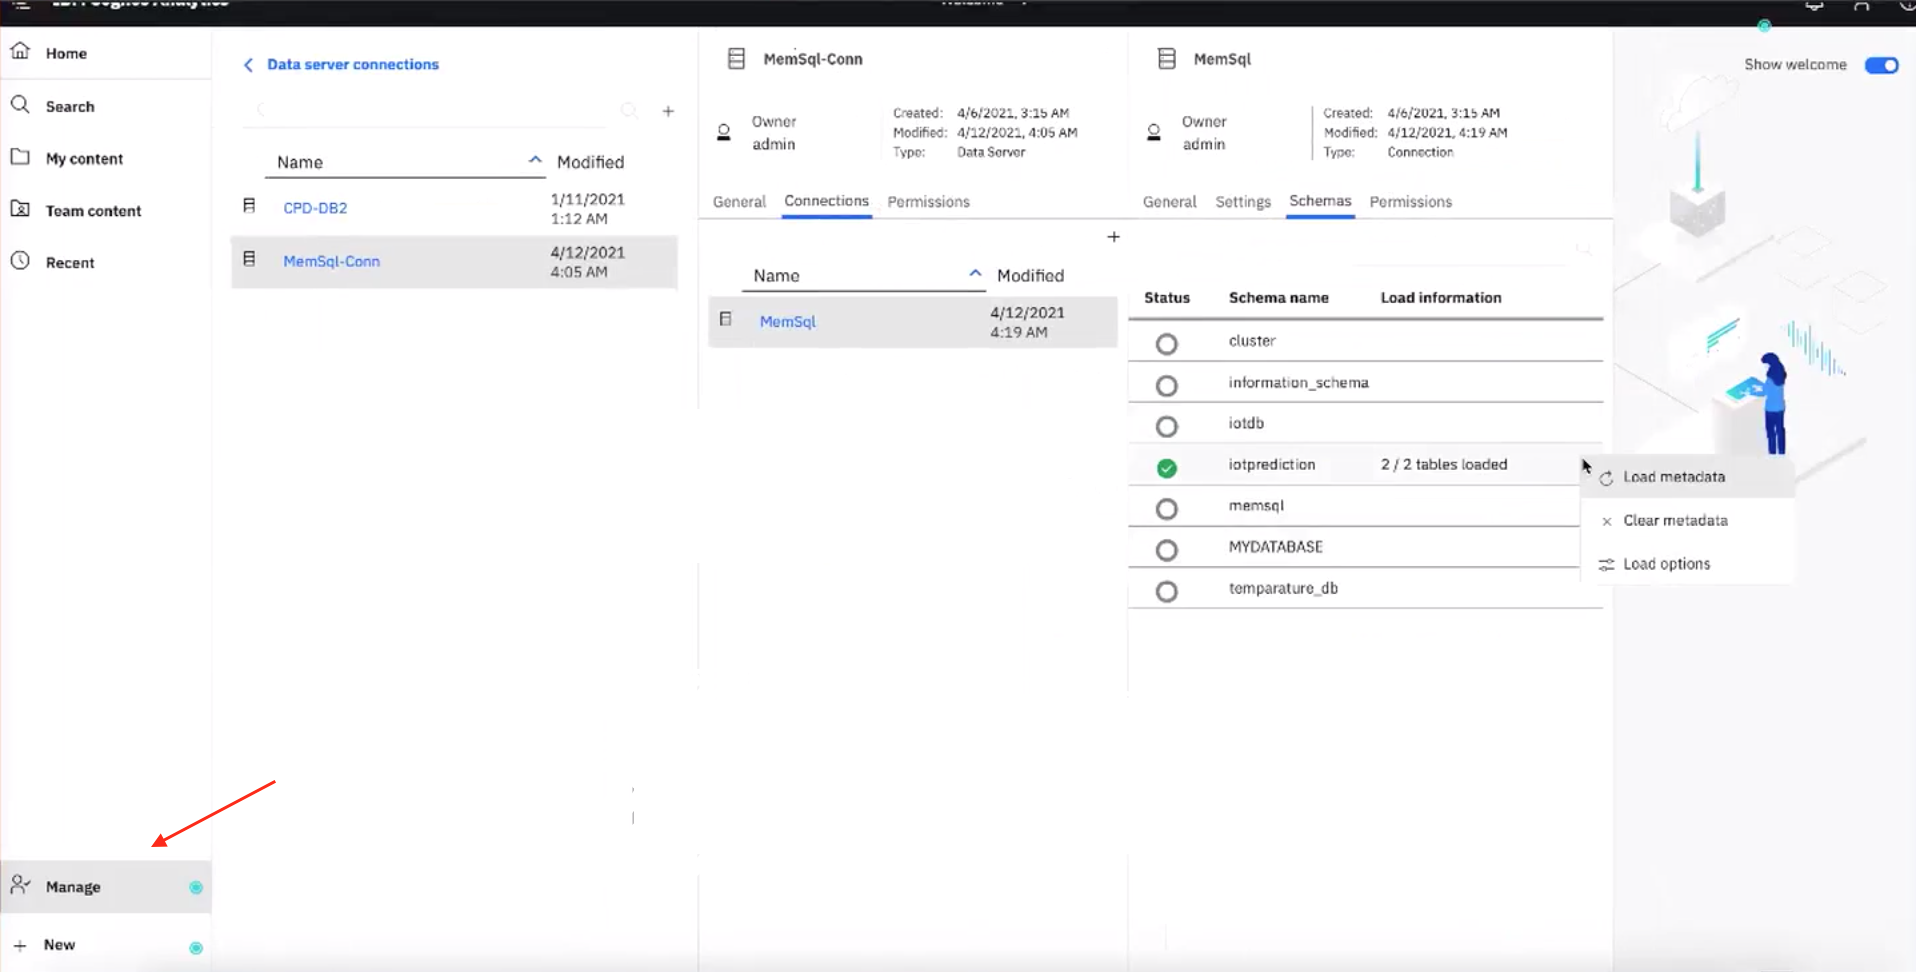 Home
Search
My content
Team content
Recent
Manage
New
Data server connections
Name Modified
CPD-DB2 1/11/2021
1:12 AM
MemSql-Conn 4/12/2021
4:05 AM
MemSql-Conn
Owner
admin
Created: 4/6/2021, 3:15 AM
Modified: 4/12/2021, 4:05 AM
Type: Data Server
General Connections Permissions
Name Modified
MemSql 4/12/2021
4:19 AM
MemSql
Owner
admin
Created: 4/6/2021, 3:15 AM
Modified: 4/12/2021, 4:19 AM
Type: Connection
General Settings Schemas Permissions
Status Schema name Load information
cluster
information_schema
iotdb
iotprediction 2 / 2 tables loaded
memsql
MYDATABASE
temparature_db
Show welcome
Load metadata
Clear metadata
Load options